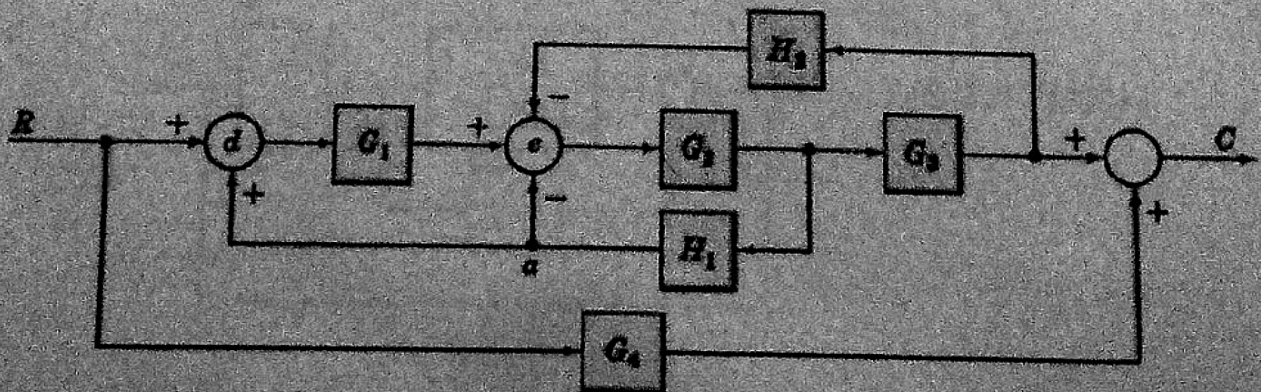 H₂
R
+
d
G₁
+
−
e
G₂
G₃
+
C
+
−
H₁
+
a
G₄